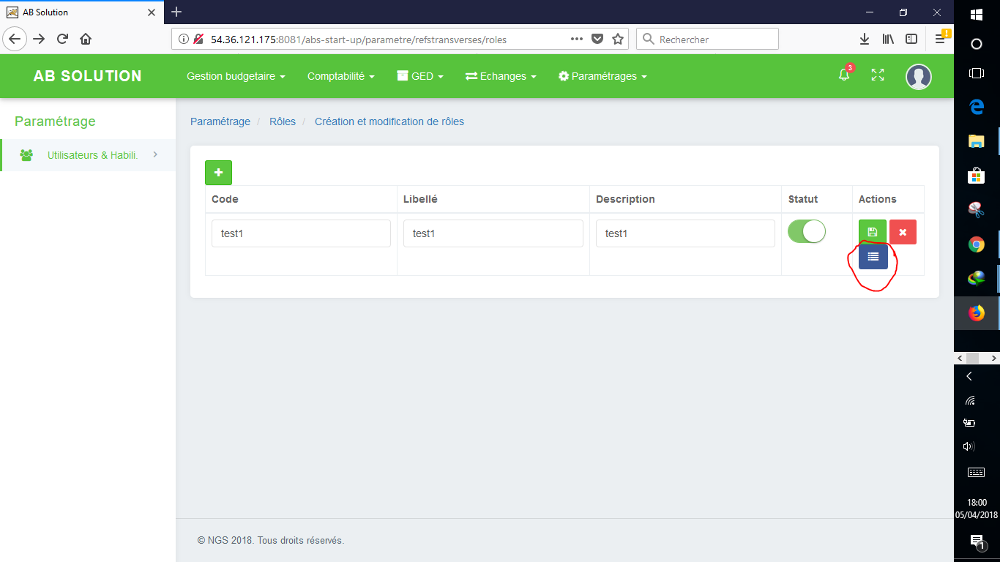 AB Solution
54.36.121.175:8081/abs-start-up/parametre/refstransverses/roles
Rechercher
AB SOLUTION
Gestion budgetaire
Comptabilité
GED
Echanges
Paramétrages
3
Paramétrage
Utilisateurs & Habili.
Paramétrage / Rôles / Création et modification de rôles
Code Libellé Description Statut Actions
test1 test1 test1
© NGS 2018. Tous droits réservés.
18:00
05/04/2018
1